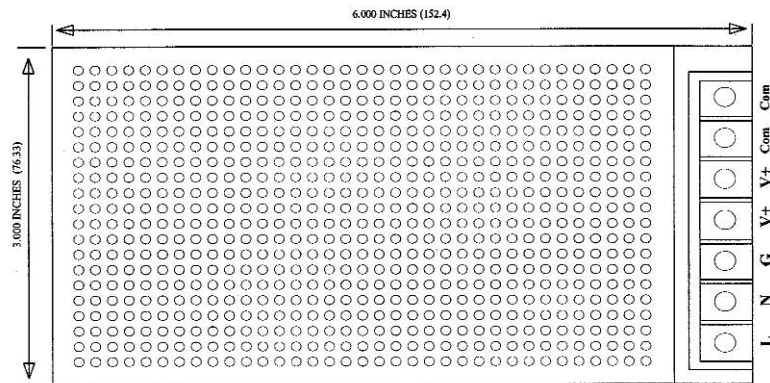 6.000 INCHES (152.4)
3.000 INCHES (76.33)
Com
Com
V+
V+
G
N
L